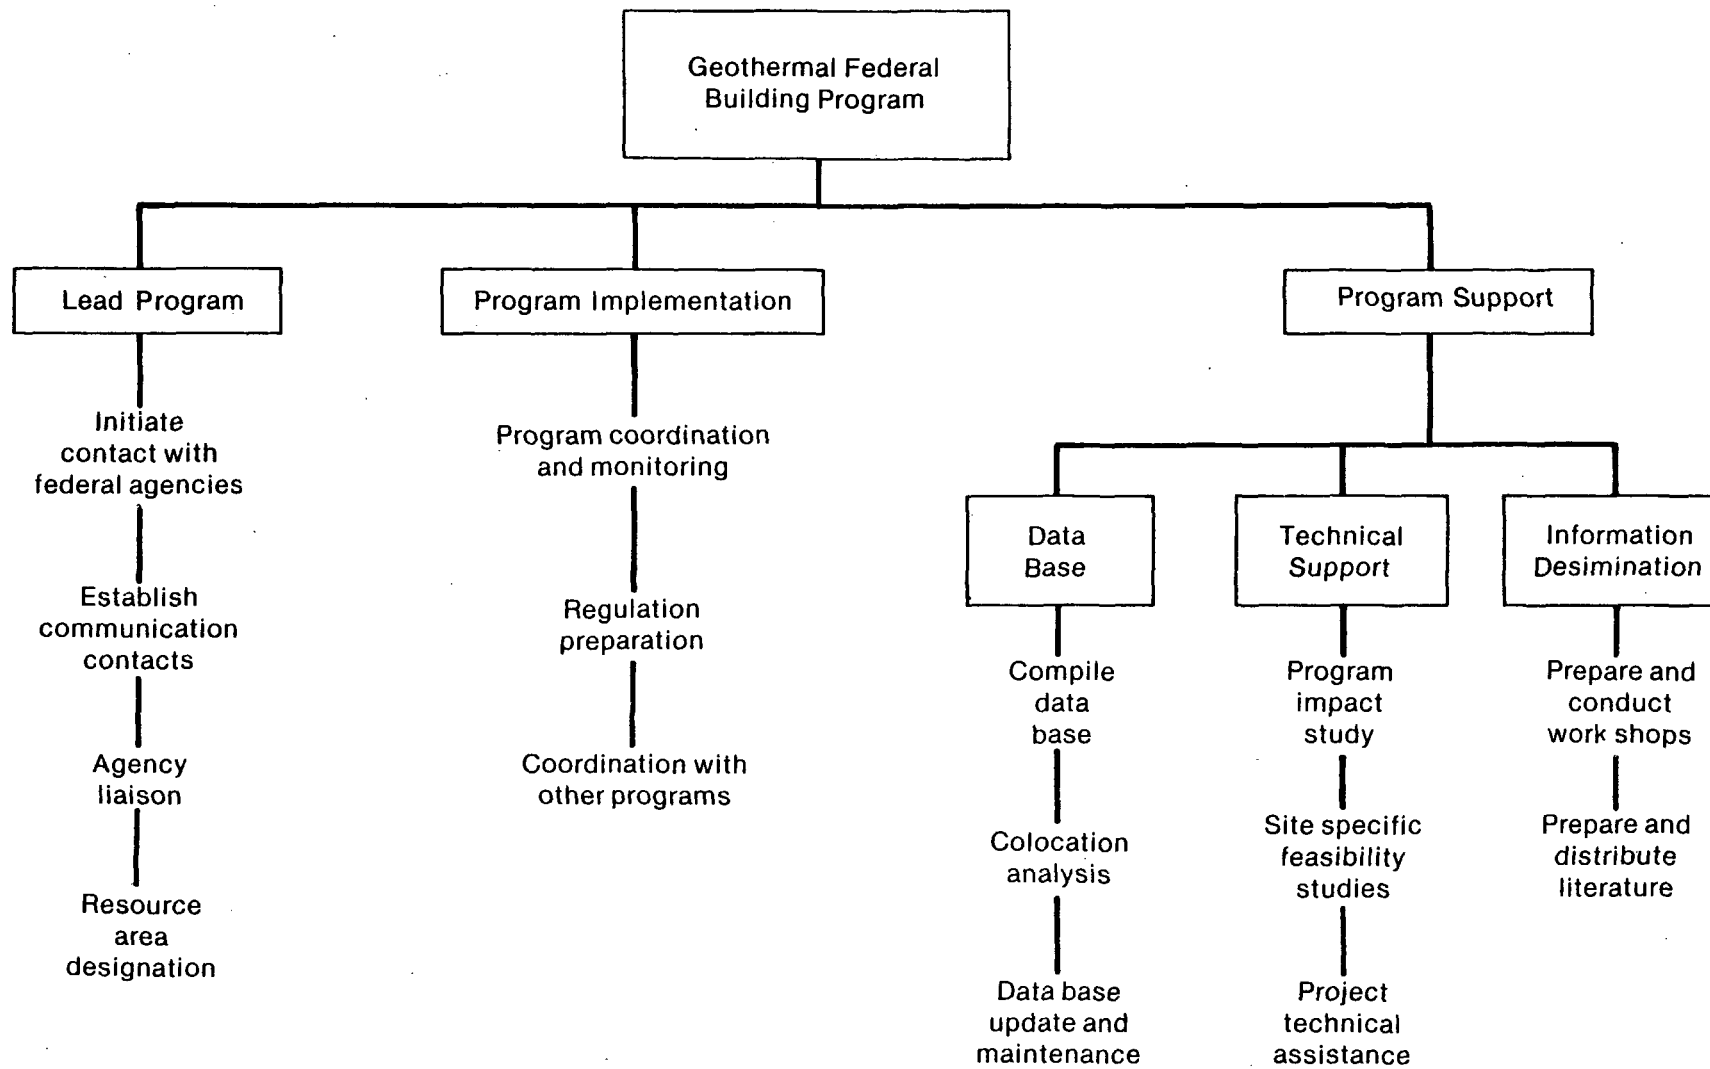 Geothermal Federal
Building Program
Lead Program
Program Implementation
Program Support
Initiate
contact with
federal agencies
Establish
communication
contacts
Agency
liaison
Resource
area
designation
Program coordination
and monitoring
Regulation
preparation
Coordination with
other programs
Data
Base
Compile
data
base
Colocation
analysis
Data base
update and
maintenance
Technical
Support
Program
impact
study
Site specific
feasibility
studies
Project
technical
assistance
Information
Desimination
Prepare and
conduct
work shops
Prepare and
distribute
literature